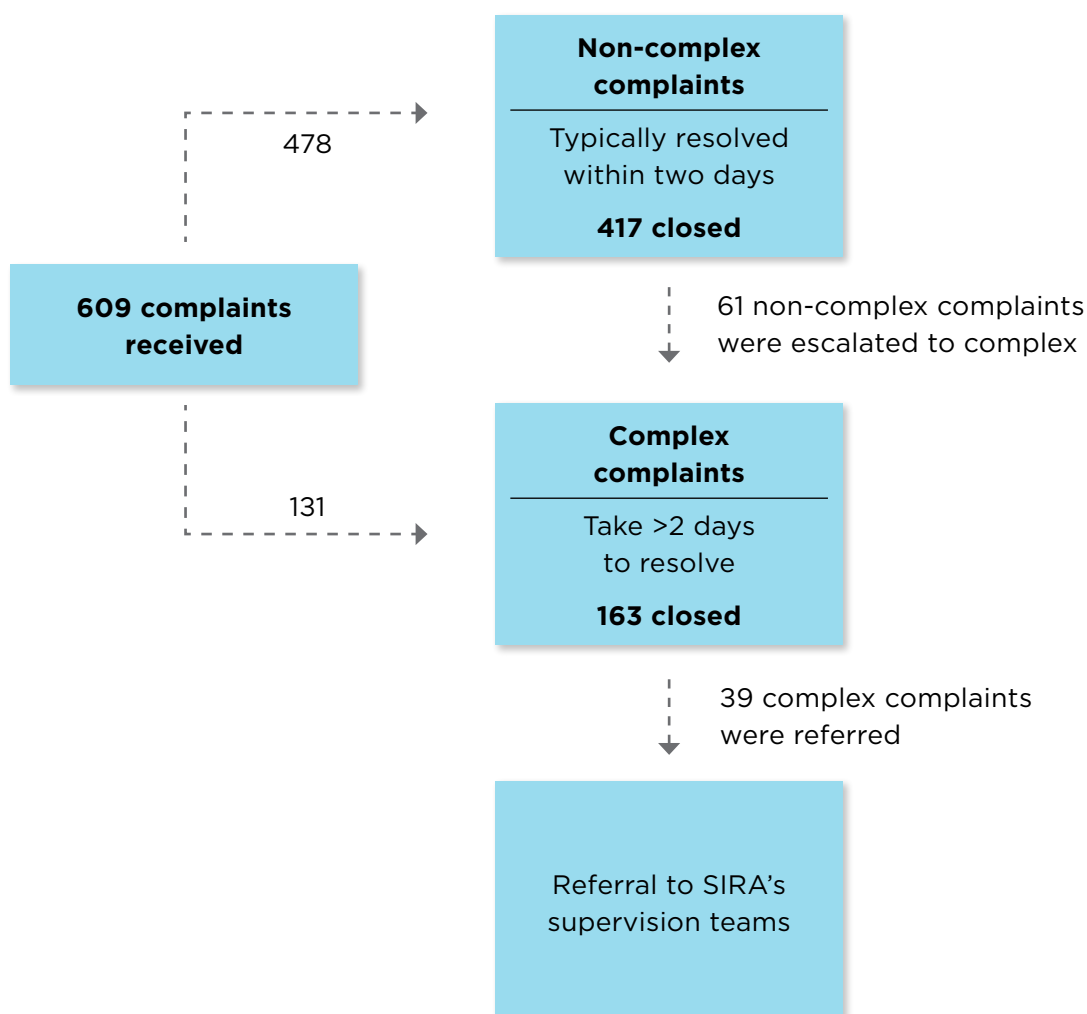 Non-complex
complaints
Typically resolved
within two days
417 closed
478
609 complaints
received
61 non-complex complaints
were escalated to complex
Complex
complaints
Take >2 days
to resolve
163 closed
131
39 complex complaints
were referred
Referral to SIRA’s
supervision teams